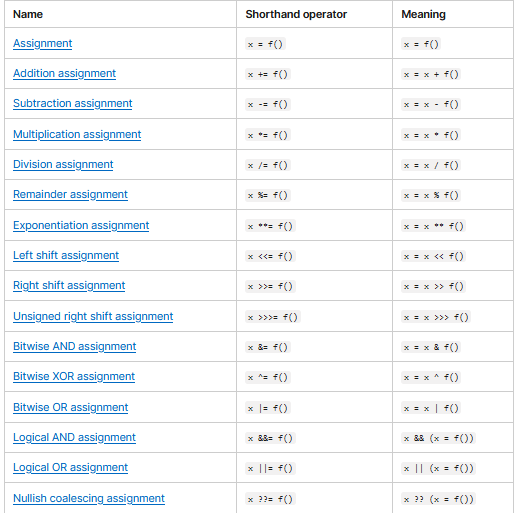 Name Shorthand operator Meaning
Assignment x = f() x = f()
Addition assignment x += f() x = x + f()
Subtraction assignment x -= f() x = x - f()
Multiplication assignment x *= f() x = x * f()
Division assignment x /= f() x = x / f()
Remainder assignment x %= f() x = x % f()
Exponentiation assignment x **= f() x = x ** f()
Left shift assignment x <<= f() x = x << f()
Right shift assignment x >>= f() x = x >> f()
Unsigned right shift assignment x >>>= f() x = x >>> f()
Bitwise AND assignment x &= f() x = x & f()
Bitwise XOR assignment x ^= f() x = x ^ f()
Bitwise OR assignment x |= f() x = x | f()
Logical AND assignment x &&= f() x && (x = f())
Logical OR assignment x ||= f() x || (x = f())
Nullish coalescing assignment x ??= f() x ?? (x = f())